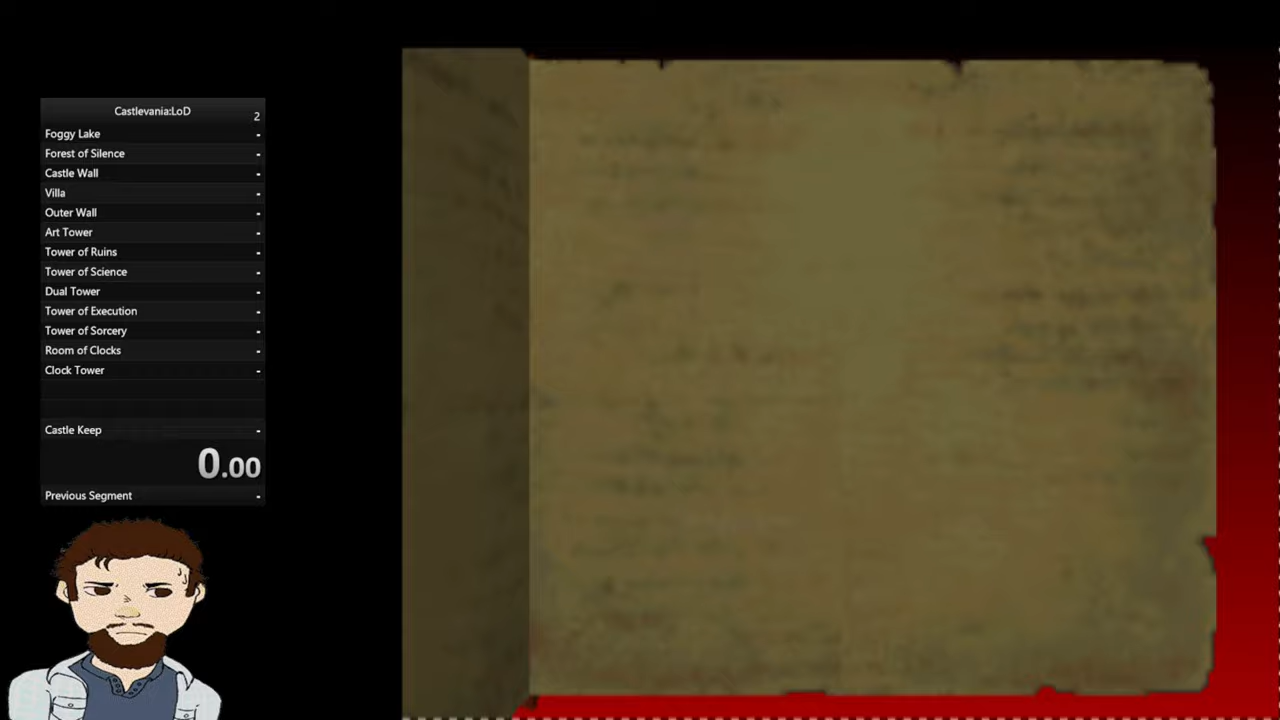 Castlevania:LoD
2
Foggy Lake -
Forest of Silence -
Castle Wall -
Villa -
Outer Wall -
Art Tower -
Tower of Ruins -
Tower of Science -
Dual Tower -
Tower of Execution -
Tower of Sorcery -
Room of Clocks -
Clock Tower -
Castle Keep -
0.00
Previous Segment -